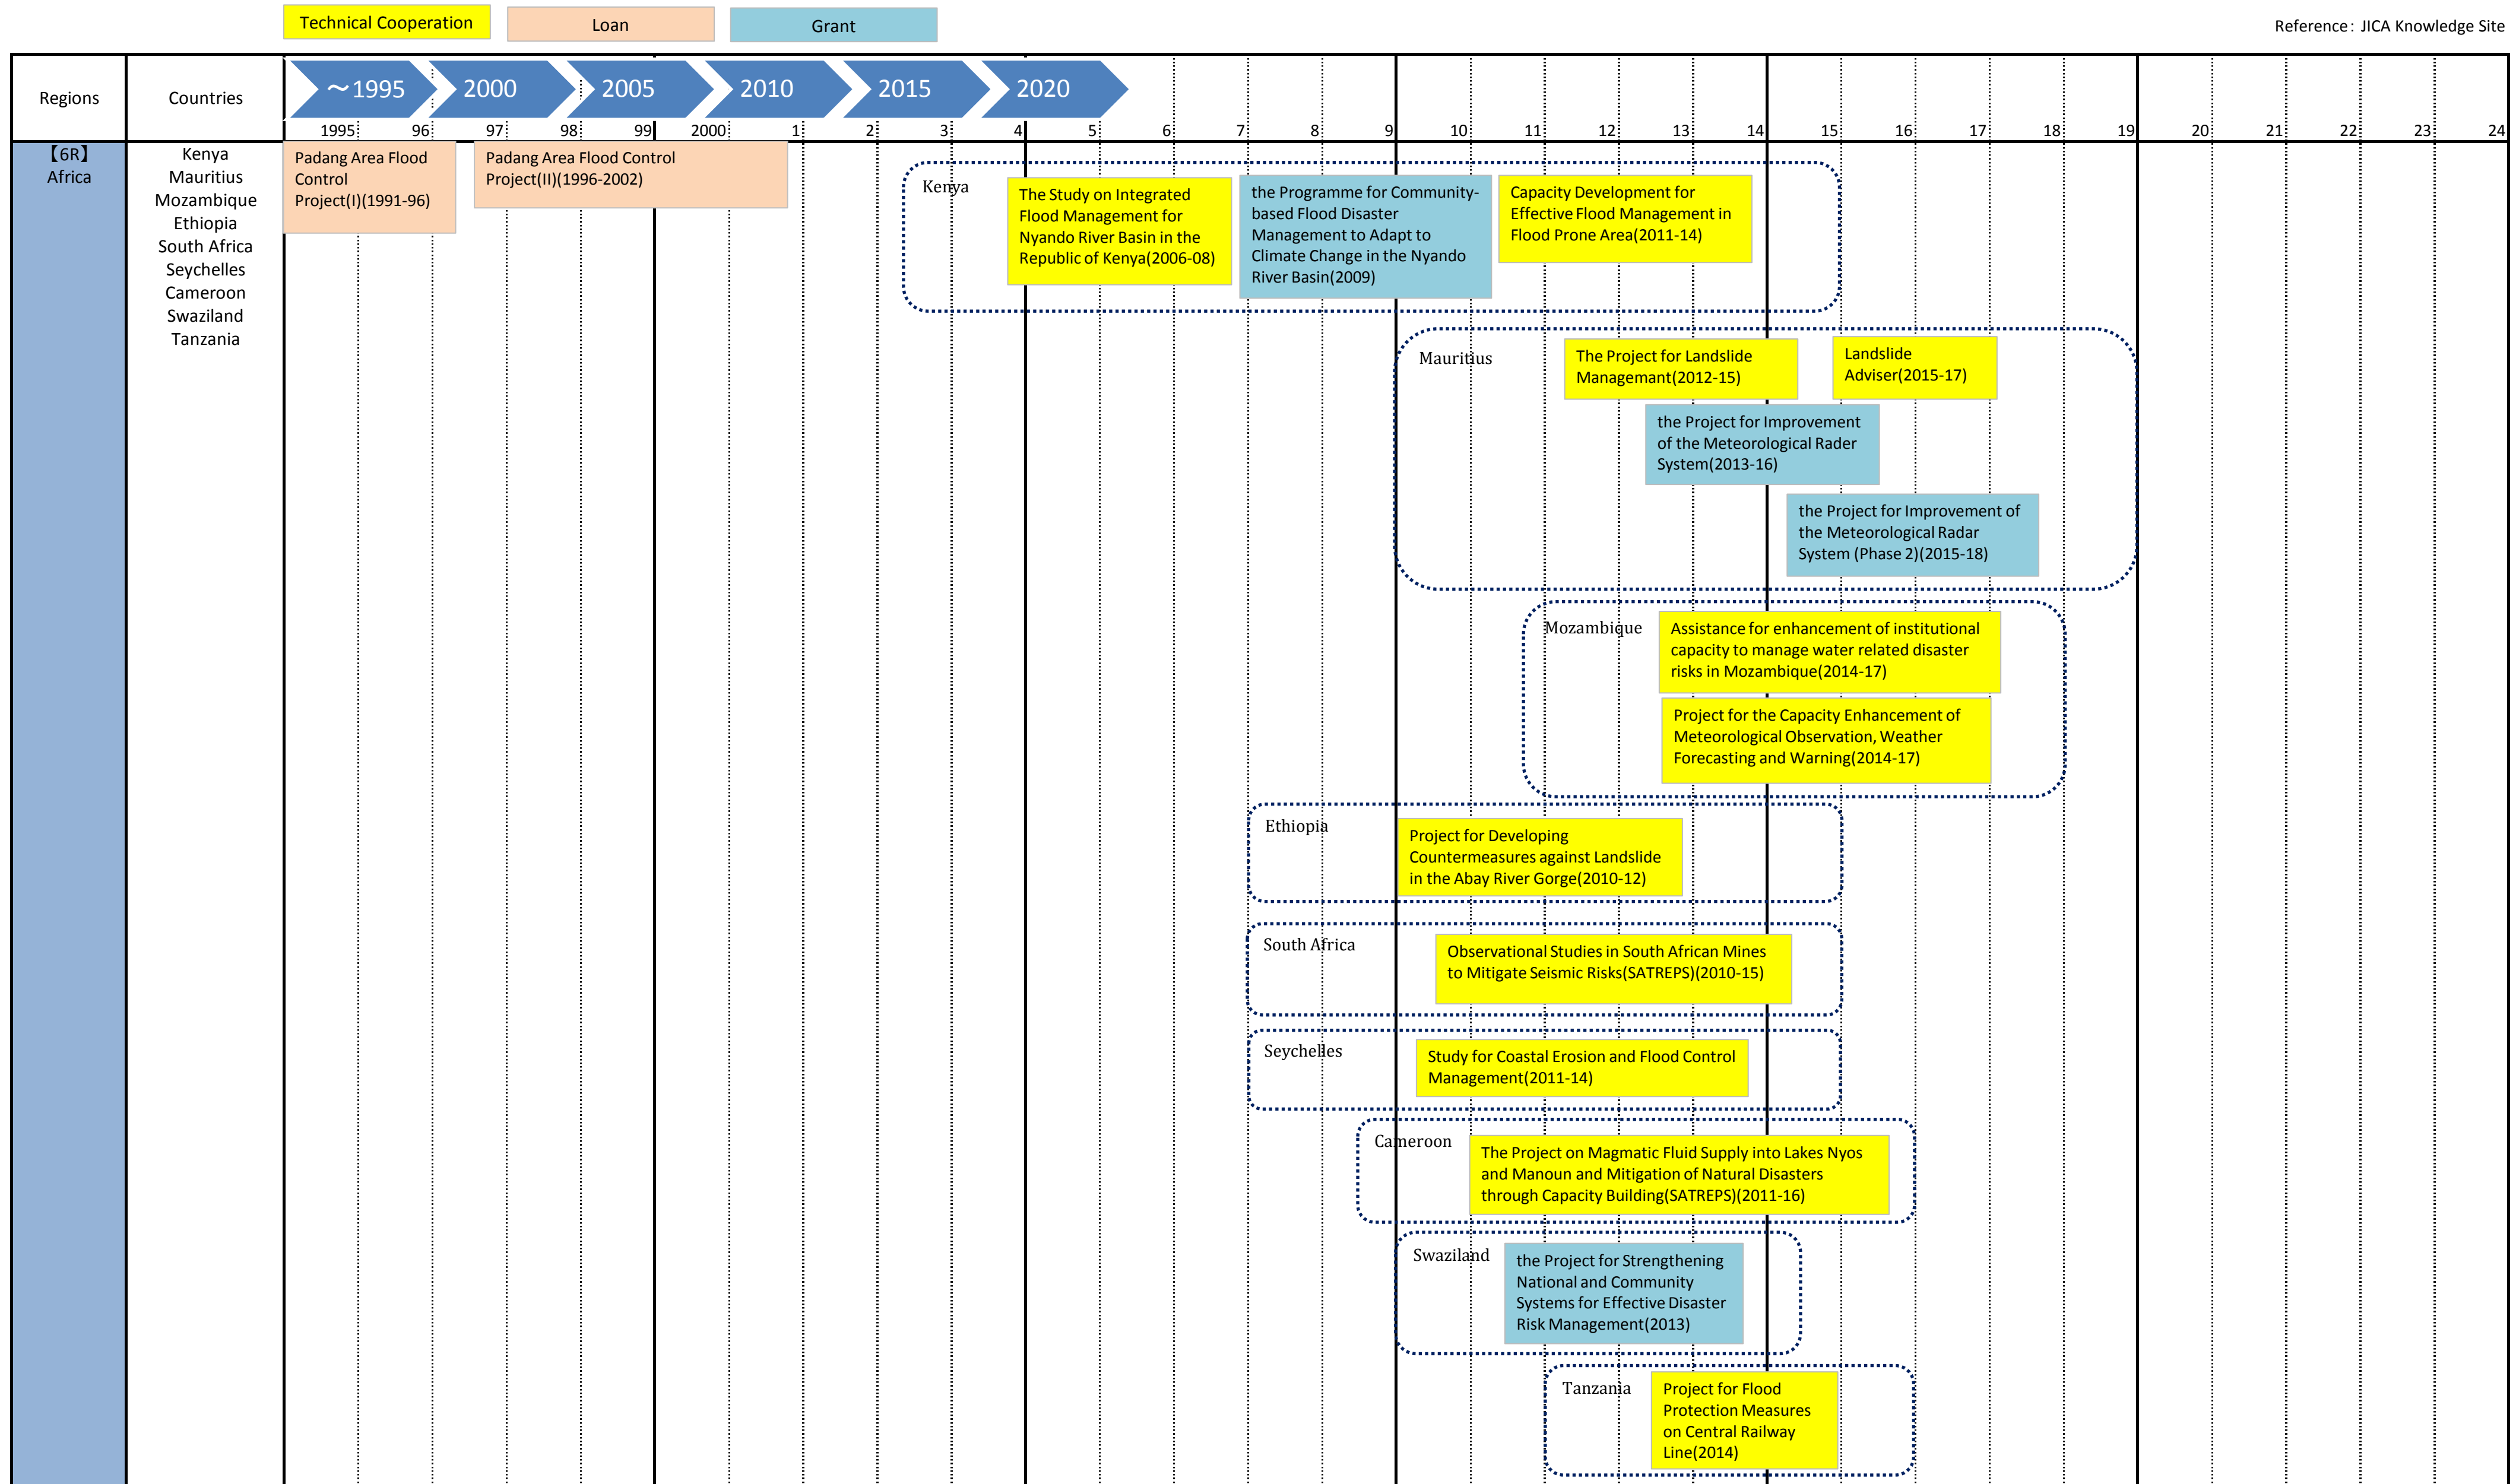 Technical Cooperation
Loan
Grant
Reference: JICA Knowledge Site
Regions
Countries
～1995
2000
2005
2010
2015
2020
1995 96 97 98 99 2000 1 2 3 4 5 6 7 8 9 10 11 12 13 14 15 16 17 18 19 20 21 22 23 24
【6R】
Africa
Kenya
Mauritius
Mozambique
Ethiopia
South Africa
Seychelles
Cameroon
Swaziland
Tanzania
Padang Area Flood
Control
Project(I)(1991-96)
Padang Area Flood Control
Project(II)(1996-2002)
Kenya
The Study on Integrated
Flood Management for
Nyando River Basin in the
Republic of Kenya(2006-08)
the Programme for Community-
based Flood Disaster
Management to Adapt to
Climate Change in the Nyando
River Basin(2009)
Capacity Development for
Effective Flood Management in
Flood Prone Area(2011-14)
Mauritius
The Project for Landslide
Managemant(2012-15)
Landslide
Adviser(2015-17)
the Project for Improvement
of the Meteorological Rader
System(2013-16)
the Project for Improvement of
the Meteorological Radar
System (Phase 2)(2015-18)
Mozambique
Assistance for enhancement of institutional
capacity to manage water related disaster
risks in Mozambique(2014-17)
Project for the Capacity Enhancement of
Meteorological Observation, Weather
Forecasting and Warning(2014-17)
Ethiopia
Project for Developing
Countermeasures against Landslide
in the Abay River Gorge(2010-12)
South Africa
Observational Studies in South African Mines
to Mitigate Seismic Risks(SATREPS)(2010-15)
Seychelles
Study for Coastal Erosion and Flood Control
Management(2011-14)
Cameroon
The Project on Magmatic Fluid Supply into Lakes Nyos
and Manoun and Mitigation of Natural Disasters
through Capacity Building(SATREPS)(2011-16)
Swaziland
the Project for Strengthening
National and Community
Systems for Effective Disaster
Risk Management(2013)
Tanzania
Project for Flood
Protection Measures
on Central Railway
Line(2014)